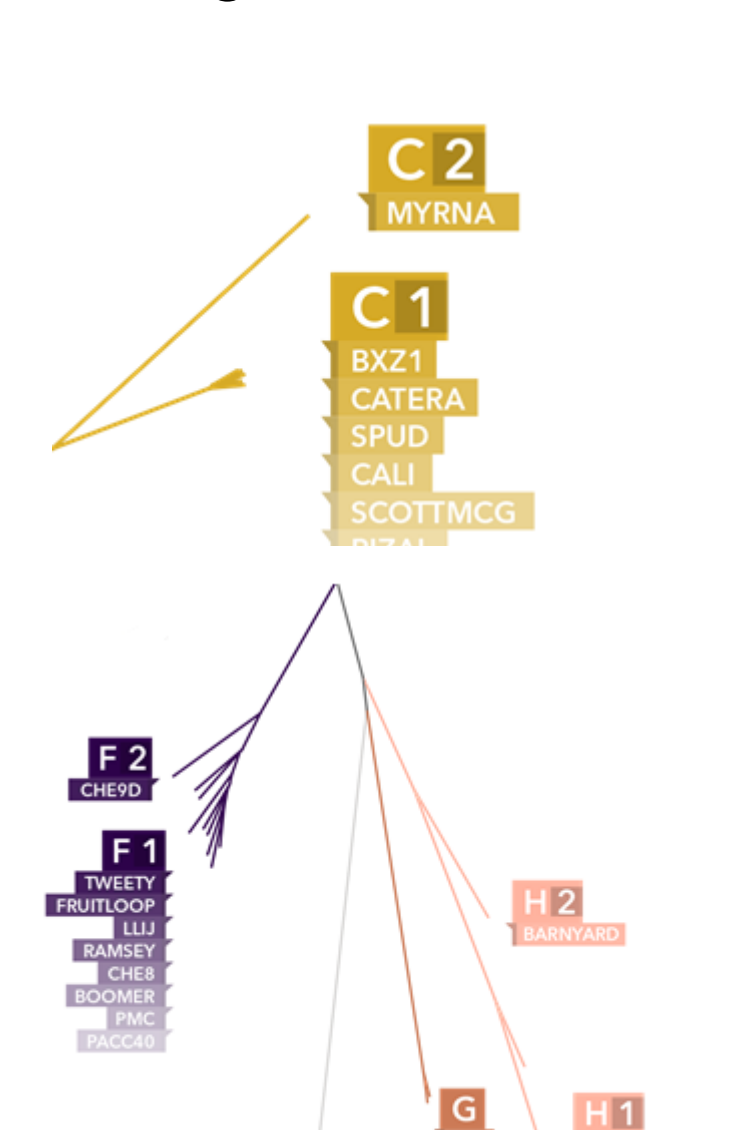 C 2
MYRNA
C 1
BXZ1
CATERA
SPUD
CALI
SCOTTMCG
F 2
CHE9D
F 1
TWEETY
FRUITLOOP
LLIJ
RAMSEY
CHE8
BOOMER
PMC
PACC40
H 2
BARNYARD
G
H 1